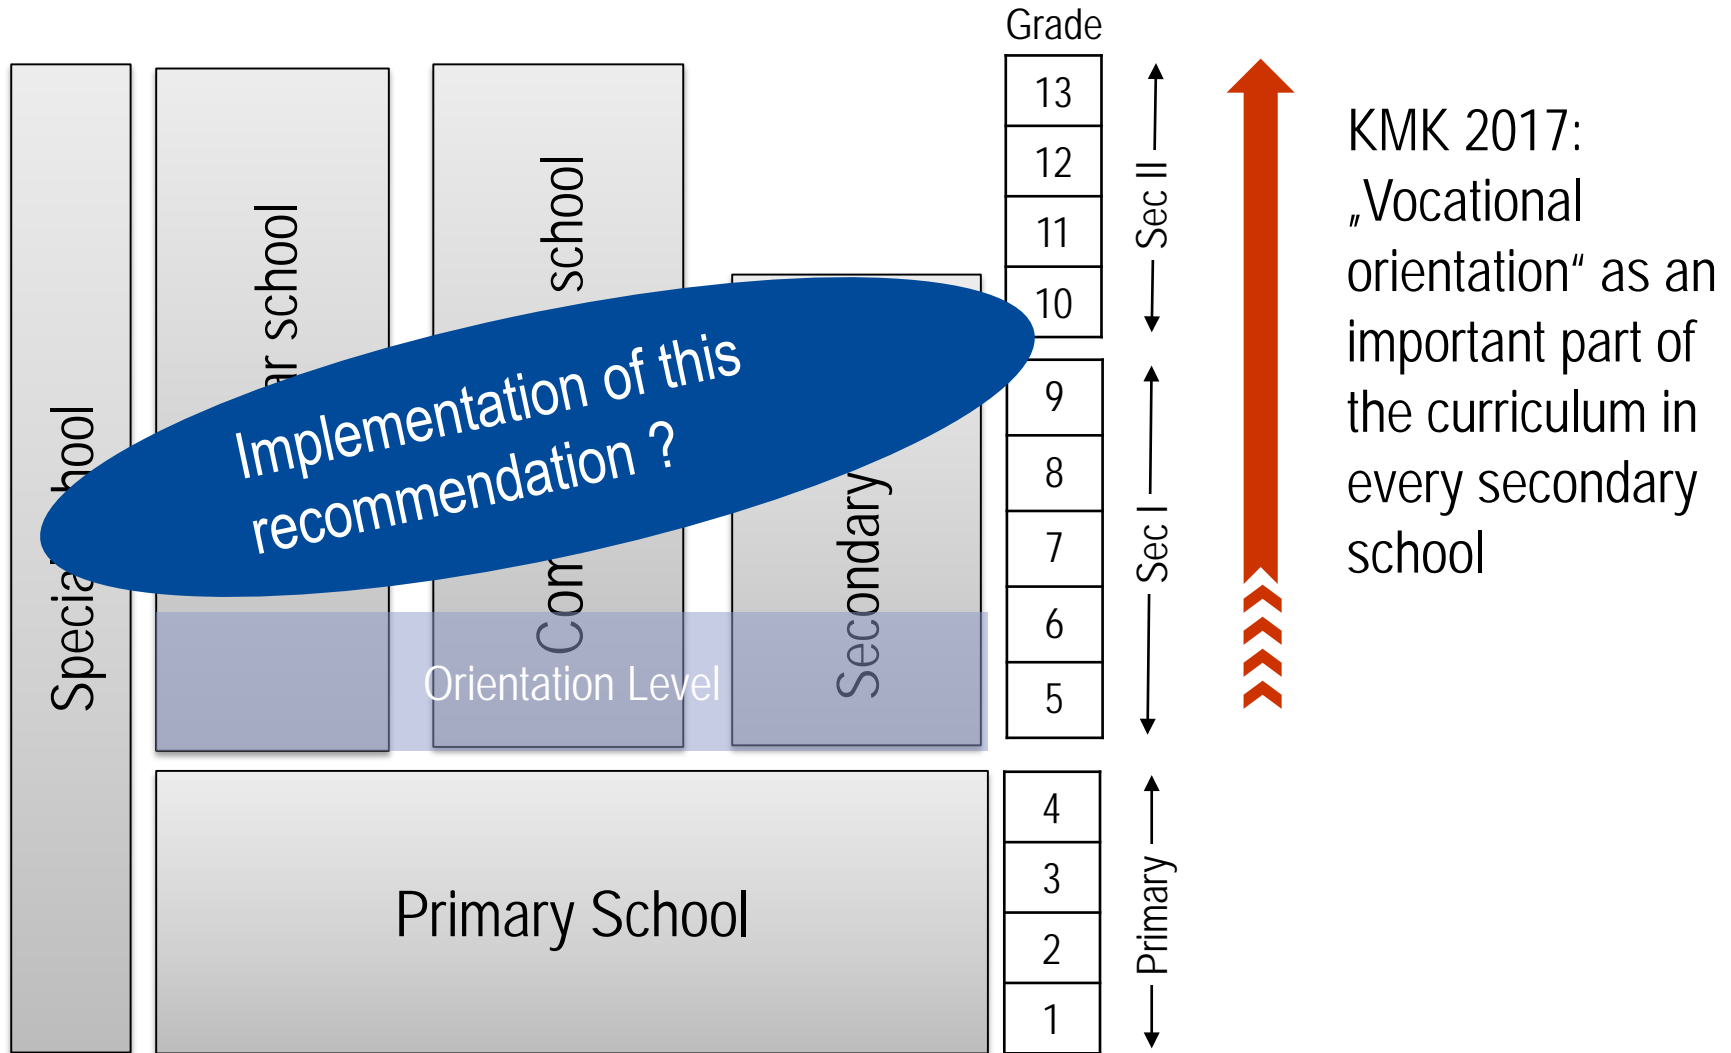 Grade
13
12
11
10
9
8
7
6
5
4
3
2
1
Sec II
Sec I
Primary
school
school
Secondary
Implementation of this
recommendation ?
Orientation Level
Primary School
KMK 2017:
„Vocational
orientation“ as an
important part of
the curriculum in
every secondary
school